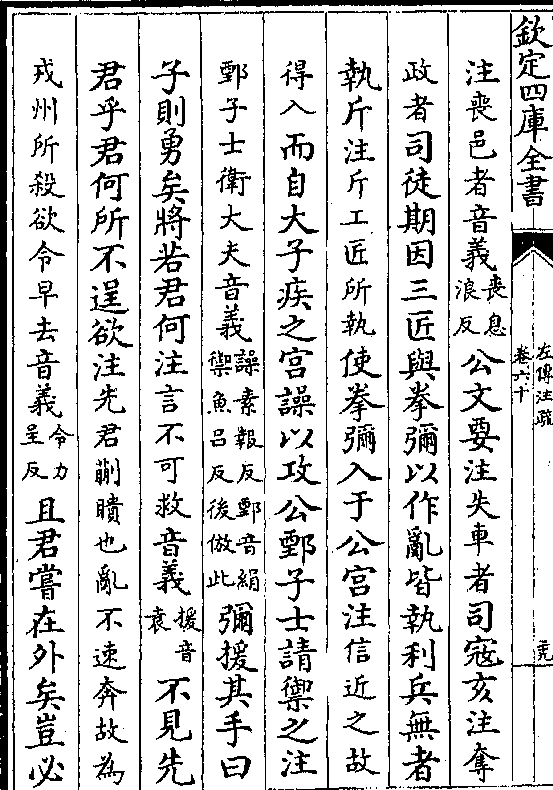 欽定四庫全書
左傳注疏
卷六十
注喪邑者音義喪息浪反公文要注失車者司寇亥注奪
政者司徒期因三匠與拳彌以作亂皆執利兵無者
執斤注斤工匠所執使拳彌入于公宮注信近之故
得入而自大子疾之宮譟以攻公鄄子士請禦之注
鄄子士衛大夫音義譟素報反鄄音絹禦魚呂反後倣此彌援其手曰
子則勇矣將若君何注言不可救音義援音袁不見先
君乎君何所不逞欲注先君蒯聵也亂不速奔故為
戎州所殺欲令早去音義令力呈反且君嘗在外矣豈必